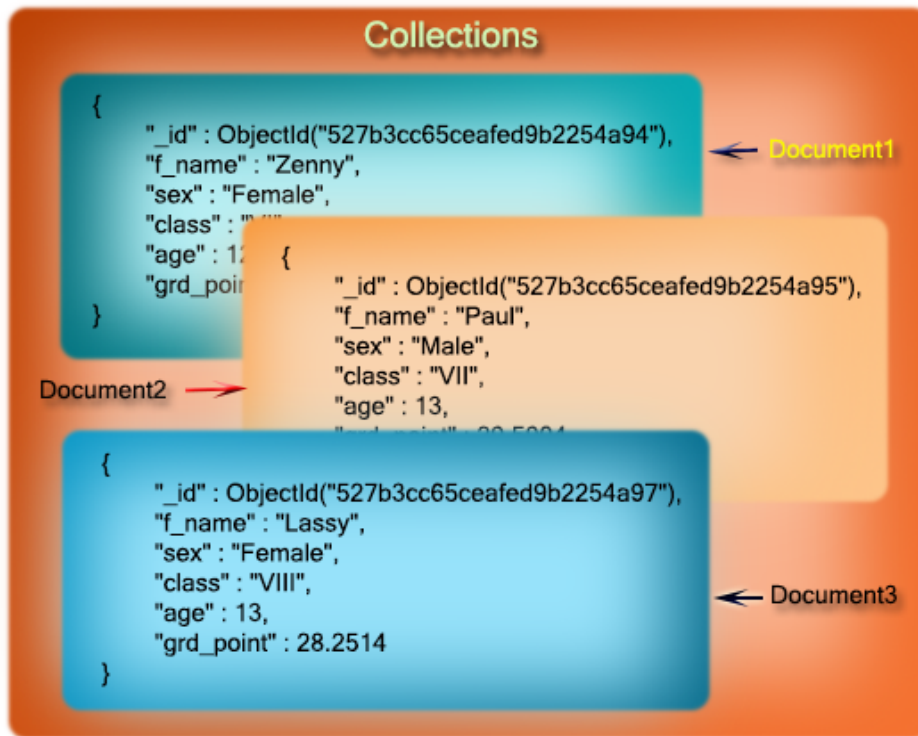 Collections
{
"_id" : ObjectId("527b3cc65ceafed9b2254a94"),
"f_name" : "Zenny",
"sex" : "Female",
"class" :
"age" :
}
Document1
{
"_id" : ObjectId("527b3cc65ceafed9b2254a95"),
"f_name" : "Paul",
"sex" : "Male",
"class" : "VII",
"age" : 13,
Document2
{
"_id" : ObjectId("527b3cc65ceafed9b2254a97"),
"f_name" : "Lassy",
"sex" : "Female",
"class" : "VIII",
"age" : 13,
"grd_point" : 28.2514
}
Document3